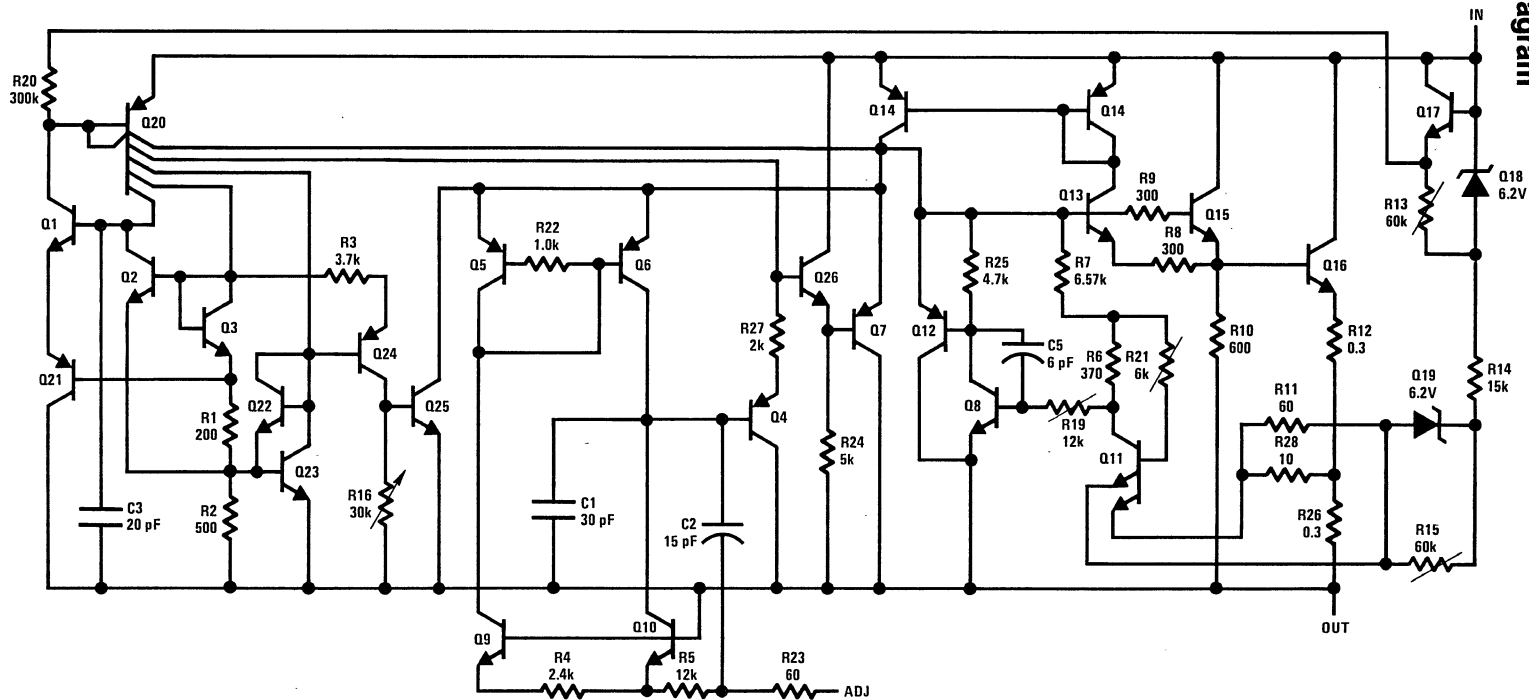 agram
IN
R20
300k
Q20
Q14
Q14
Q17
Q18
6.2V
R13
60k
Q1
R3
3.7k
R22
1.0k
Q13
R9
300
Q15
R8
300
Q2
Q5
Q6
Q26
R25
4.7k
R7
6.57k
Q16
Q3
Q24
R27
2k
Q7
Q12
C5
6 pF
R6
370
R21
6k
R10
600
R12
0.3
Q21
Q22
Q25
Q4
Q8
R19
12k
Q19
6.2V
R14
15k
R11
60
R1
200
Q23
R24
5k
Q11
R28
10
R16
30k
C3
20 pF
R2
500
C1
30 pF
C2
15 pF
R26
0.3
R15
60k
OUT
Q9
Q10
R4
2.4k
R5
12k
R23
60
ADJ